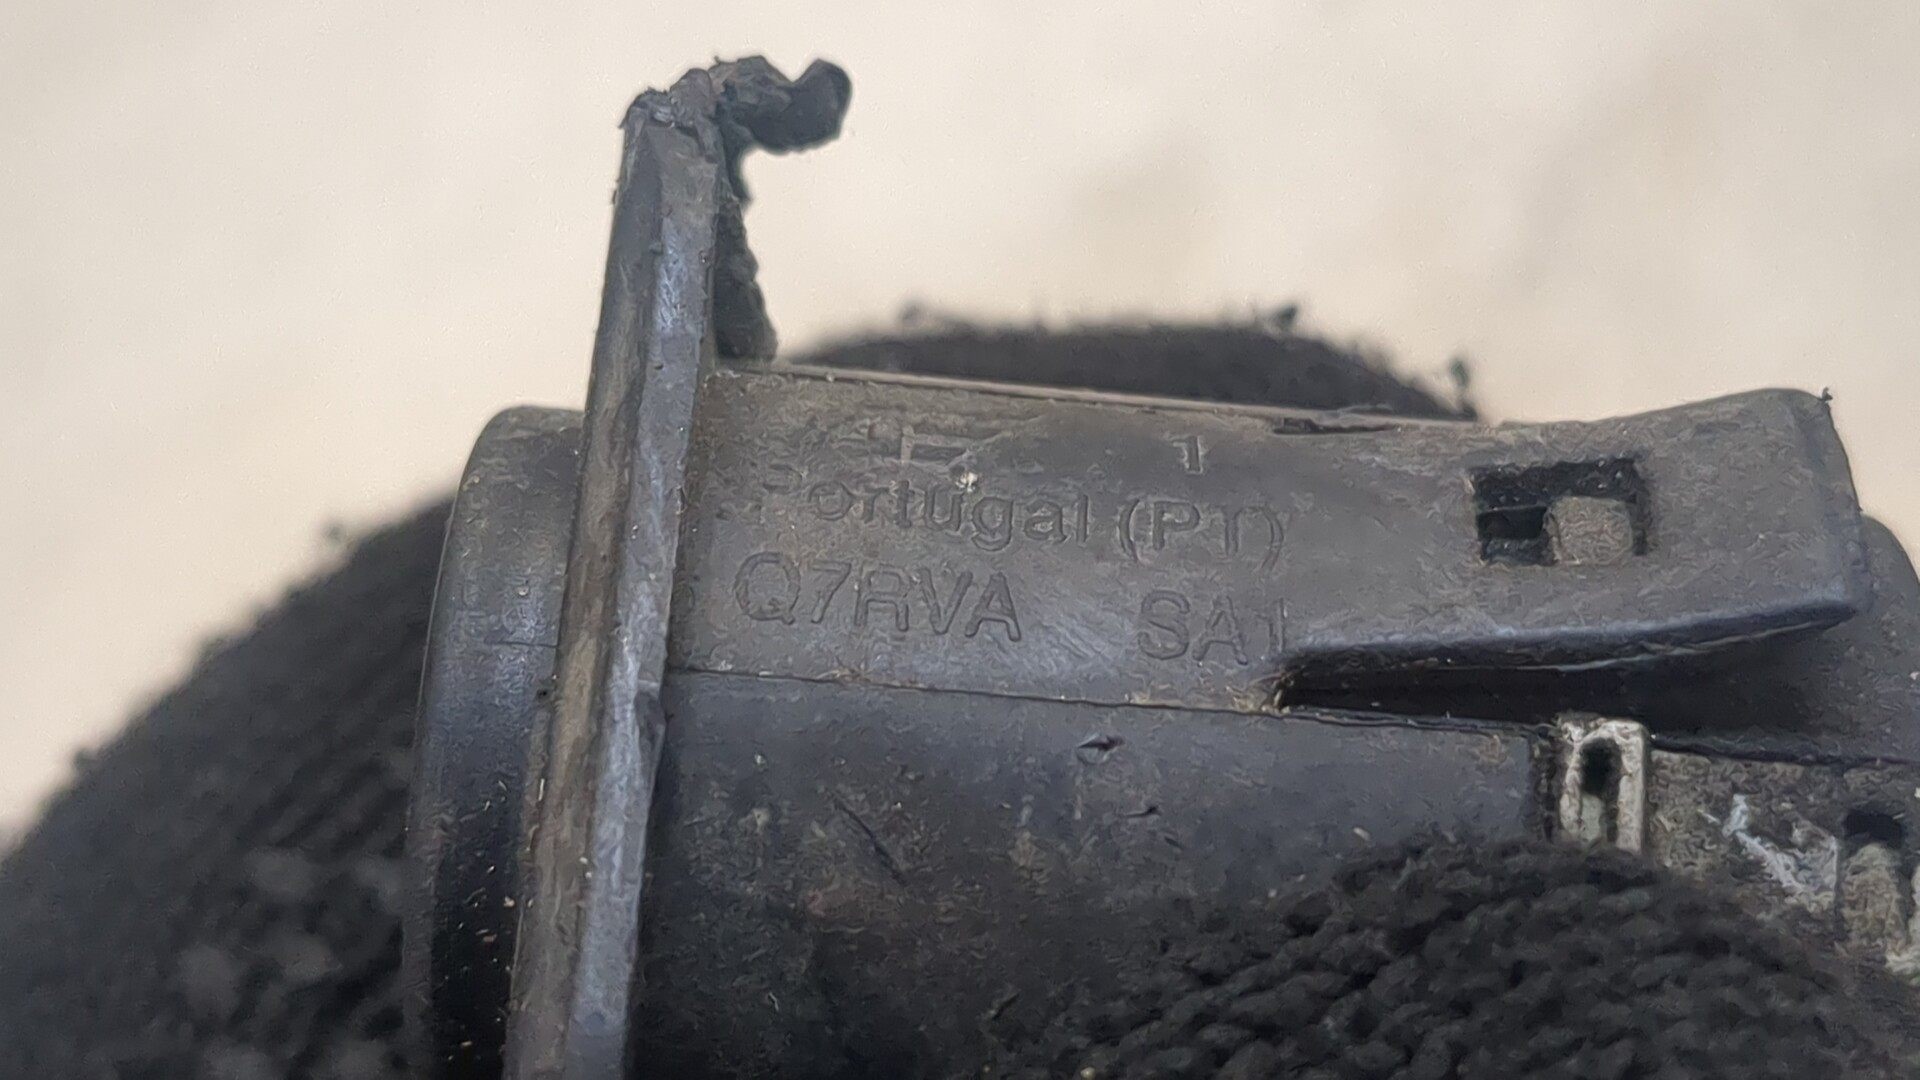 1
Portugal (PT)
Q7RVA SA1